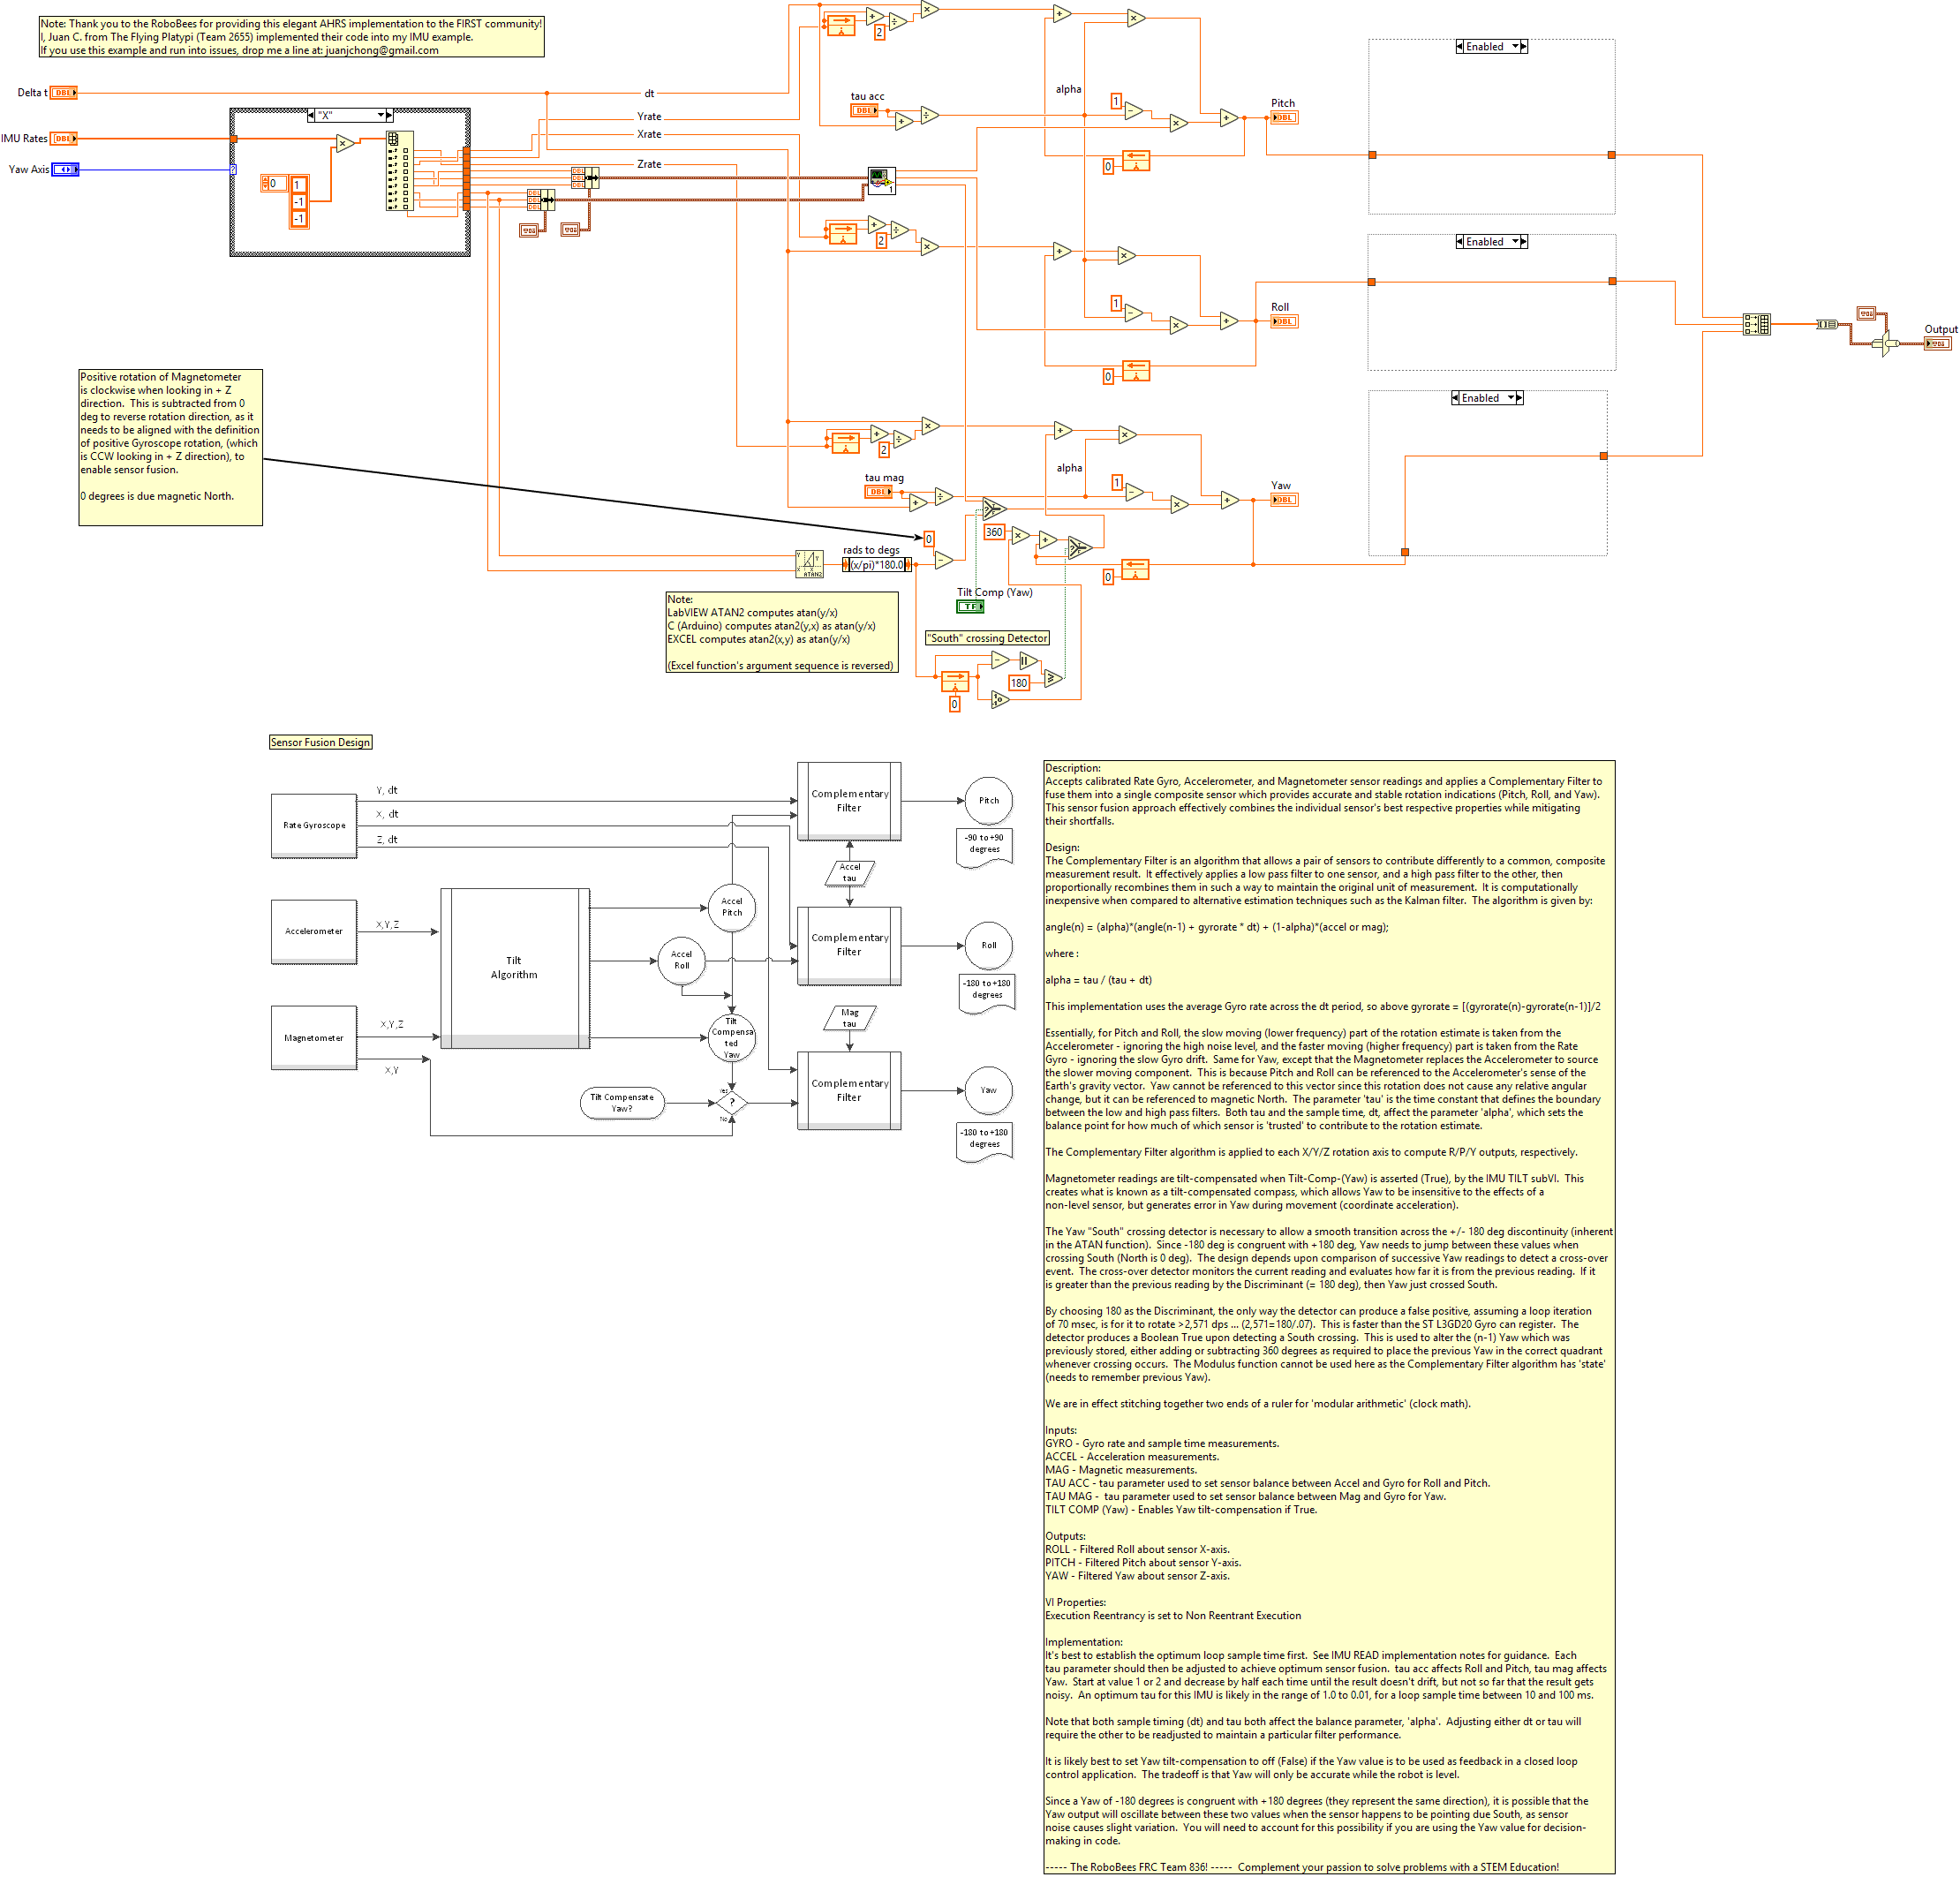 Note: Thank you to the RoboBees for providing this elegant AHRS implementation to the FIRST community!
I, Juan C. from The Flying Platypi (Team 2655) implemented their code into my IMU example.
If you use this example and run into issues, drop me a line at: juanjchong@gmail.com
Delta t
DBL
IMU Rates
DBL
Yaw Axis
"X"
0
1
-1
-1
dt
Yrate
Xrate
Zrate
DBL
DBL
DBL
DBL
DBL
DBL
2
tau acc
DBL
alpha
1
0
Pitch
DBL
Enabled
2
1
0
Roll
DBL
Enabled
Output
Positive rotation of Magnetometer
is clockwise when looking in + Z
direction.  This is subtracted from 0
deg to reverse rotation direction, as it
needs to be aligned with the definition
of positive Gyroscope rotation, (which
is CCW looking in + Z direction), to
enable sensor fusion.
0 degrees is due magnetic North.
2
tau mag
DBL
alpha
1
Yaw
DBL
Enabled
0
360
0
ATAN2
rads to degs
(x/pi)*180.0
Tilt Comp (Yaw)
TF
Note:
LabVIEW ATAN2 computes atan(y/x)
C (Arduino) computes atan2(y,x) as atan(y/x)
EXCEL computes atan2(x,y) as atan(y/x)
(Excel function's argument sequence is reversed)
"South" crossing Detector
180
0
Sensor Fusion Design
Rate Gyroscope
Y, dt
X, dt
Z, dt
Accelerometer
X,Y,Z
Magnetometer
X,Y,Z
X,Y
Tilt
Algorithm
Accel
Pitch
Accel
Roll
Tilt
Compensa
ted
Yaw
Tilt Compensate
Yaw?
Yes
?
No
Complementary
Filter
Accel
tau
Complementary
Filter
Mag
tau
Complementary
Filter
Pitch
-90 to +90
degrees
Roll
-180 to +180
degrees
Yaw
-180 to +180
degrees
Description:
Accepts calibrated Rate Gyro, Accelerometer, and Magnetometer sensor readings and applies a Complementary Filter to
fuse them into a single composite sensor which provides accurate and stable rotation indications (Pitch, Roll, and Yaw).
This sensor fusion approach effectively combines the individual sensor's best respective properties while mitigating
their shortfalls.
Design:
The Complementary Filter is an algorithm that allows a pair of sensors to contribute differently to a common, composite
measurement result.  It effectively applies a low pass filter to one sensor, and a high pass filter to the other, then
proportionally recombines them in such a way to maintain the original unit of measurement.  It is computationally
inexpensive when compared to alternative estimation techniques such as the Kalman filter.  The algorithm is given by:
angle(n) = (alpha)*(angle(n-1) + gyrorate * dt) + (1-alpha)*(accel or mag);
where :
alpha = tau / (tau + dt)
This implementation uses the average Gyro rate across the dt period, so above gyrorate = [(gyrorate(n)-gyrorate(n-1)]/2
Essentially, for Pitch and Roll, the slow moving (lower frequency) part of the rotation estimate is taken from the
Accelerometer - ignoring the high noise level, and the faster moving (higher frequency) part is taken from the Rate
Gyro - ignoring the slow Gyro drift.  Same for Yaw, except that the Magnetometer replaces the Accelerometer to source
the slower moving component.  This is because Pitch and Roll can be referenced to the Accelerometer's sense of the
Earth's gravity vector.  Yaw cannot be referenced to this vector since this rotation does not cause any relative angular
change, but it can be referenced to magnetic North.  The parameter 'tau' is the time constant that defines the boundary
between the low and high pass filters.  Both tau and the sample time, dt, affect the parameter 'alpha', which sets the
balance point for how much of which sensor is 'trusted' to contribute to the rotation estimate.
The Complementary Filter algorithm is applied to each X/Y/Z rotation axis to compute R/P/Y outputs, respectively.
Magnetometer readings are tilt-compensated when Tilt-Comp-(Yaw) is asserted (True), by the IMU TILT subVI.  This
creates what is known as a tilt-compensated compass, which allows Yaw to be insensitive to the effects of a
non-level sensor, but generates error in Yaw during movement (coordinate acceleration).
The Yaw "South" crossing detector is necessary to allow a smooth transition across the +/- 180 deg discontinuity (inherent
in the ATAN function).  Since -180 deg is congruent with +180 deg, Yaw needs to jump between these values when
crossing South (North is 0 deg).  The design depends upon comparison of successive Yaw readings to detect a cross-over
event.  The cross-over detector monitors the current reading and evaluates how far it is from the previous reading.  If it
is greater than the previous reading by the Discriminant (= 180 deg), then Yaw just crossed South.
By choosing 180 as the Discriminant, the only way the detector can produce a false positive, assuming a loop iteration
of 70 msec, is for it to rotate >2,571 dps ... (2,571=180/.07).  This is faster than the ST L3GD20 Gyro can register.  The
detector produces a Boolean True upon detecting a South crossing.  This is used to alter the (n-1) Yaw which was
previously stored, either adding or subtracting 360 degrees as required to place the previous Yaw in the correct quadrant
whenever crossing occurs.  The Modulus function cannot be used here as the Complementary Filter algorithm has 'state'
(needs to remember previous Yaw).
We are in effect stitching together two ends of a ruler for 'modular arithmetic' (clock math).
Inputs:
GYRO - Gyro rate and sample time measurements.
ACCEL - Acceleration measurements.
MAG - Magnetic measurements.
TAU ACC - tau parameter used to set sensor balance between Accel and Gyro for Roll and Pitch.
TAU MAG -  tau parameter used to set sensor balance between Mag and Gyro for Yaw.
TILT COMP (Yaw) - Enables Yaw tilt-compensation if True.
Outputs:
ROLL - Filtered Roll about sensor X-axis.
PITCH - Filtered Pitch about sensor Y-axis.
YAW - Filtered Yaw about sensor Z-axis.
VI Properties:
Execution Reentrancy is set to Non Reentrant Execution
Implementation:
It's best to establish the optimum loop sample time first.  See IMU READ implementation notes for guidance.  Each
tau parameter should then be adjusted to achieve optimum sensor fusion.  tau acc affects Roll and Pitch, tau mag affects
Yaw.  Start at value 1 or 2 and decrease by half each time until the result doesn't drift, but not so far that the result gets
noisy.  An optimum tau for this IMU is likely in the range of 1.0 to 0.01, for a loop sample time between 10 and 100 ms.
Note that both sample timing (dt) and tau both affect the balance parameter, 'alpha'.  Adjusting either dt or tau will
require the other to be readjusted to maintain a particular filter performance.
It is likely best to set Yaw tilt-compensation to off (False) if the Yaw value is to be used as feedback in a closed loop
control application.  The tradeoff is that Yaw will only be accurate while the robot is level.
Since a Yaw of -180 degrees is congruent with +180 degrees (they represent the same direction), it is possible that the
Yaw output will oscillate between these two values when the sensor happens to be pointing due South, as sensor
noise causes slight variation.  You will need to account for this possibility if you are using the Yaw value for decision-
making in code.
----- The RoboBees FRC Team 836! -----  Complement your passion to solve problems with a STEM Education!